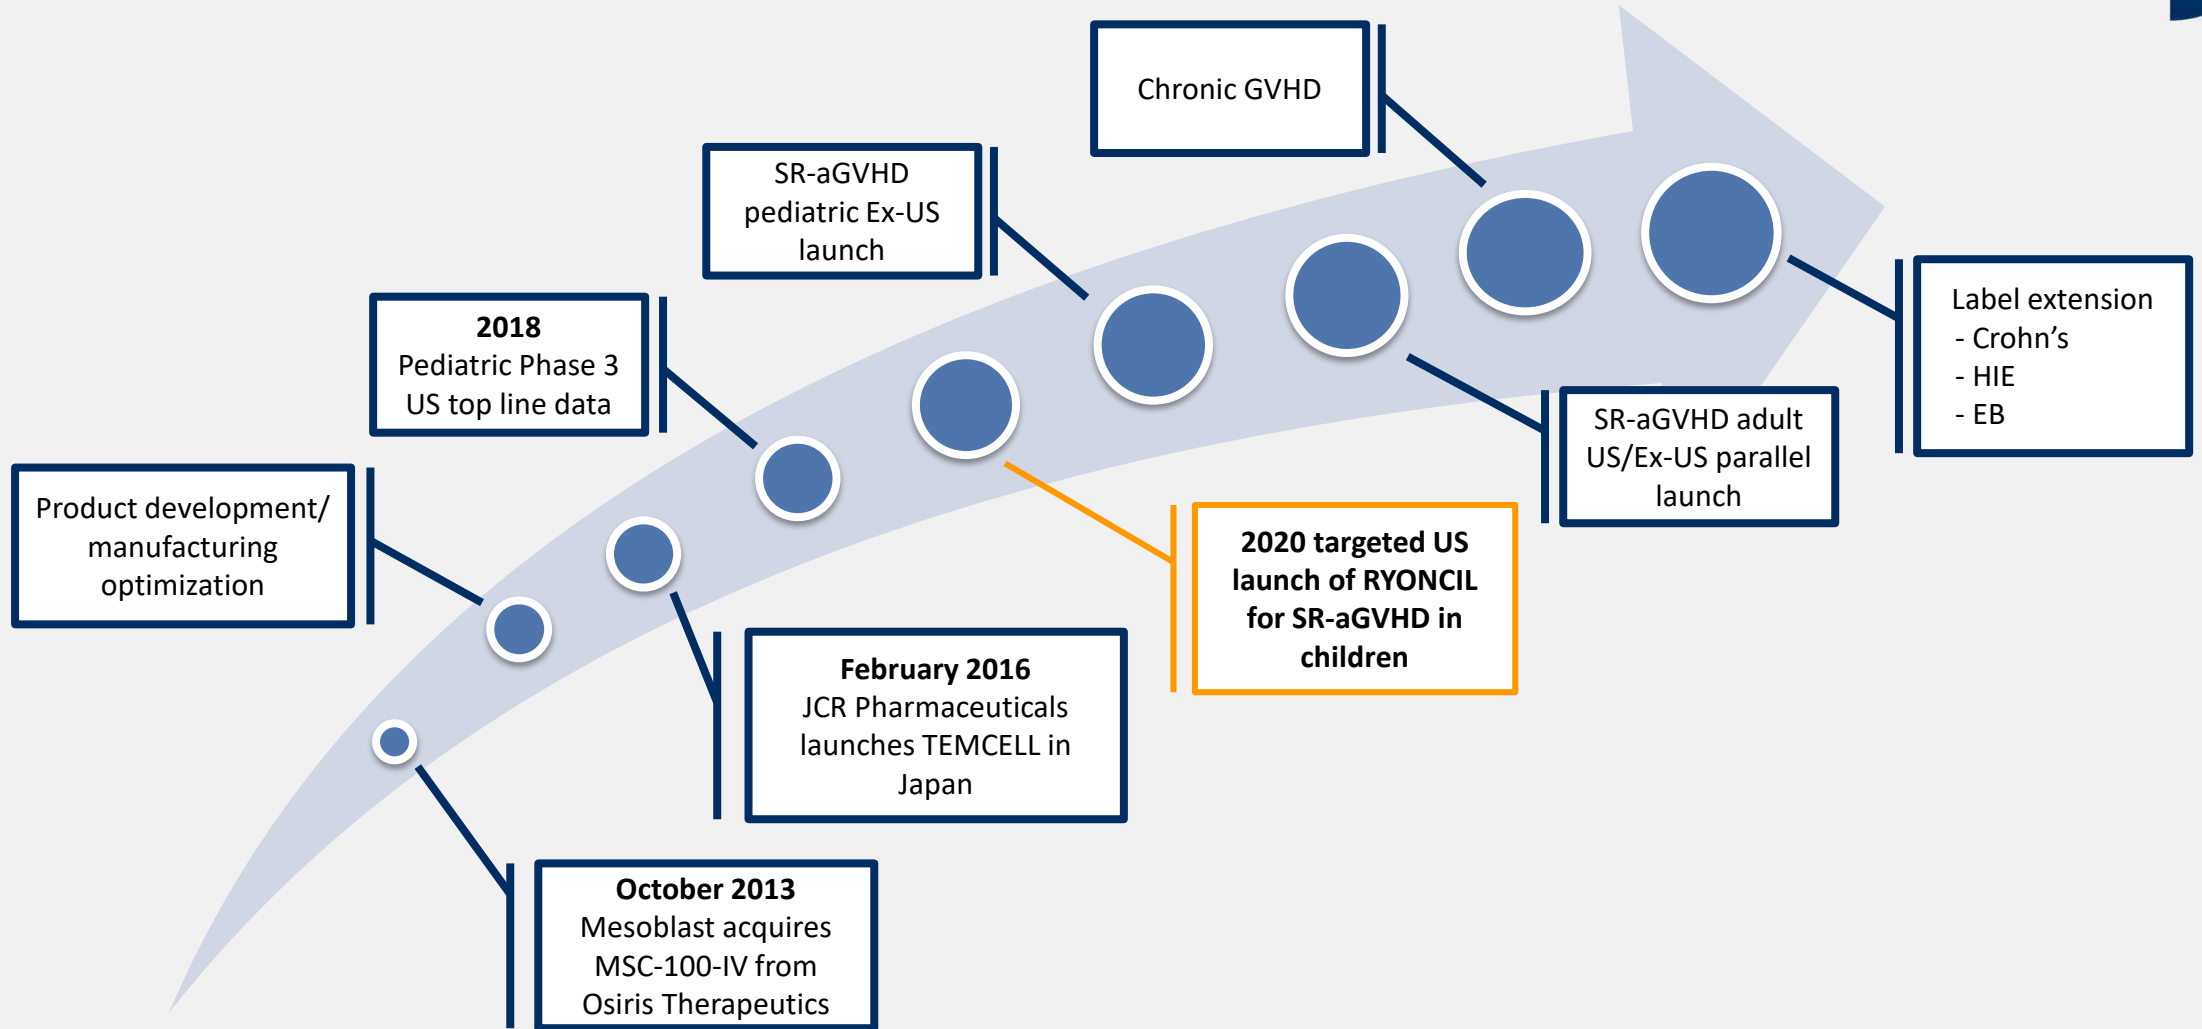 Chronic GVHD
SR-aGVHD
pediatric Ex-US
launch
2018
Pediatric Phase 3
US top line data
Label extension
- Crohn’s
- HIE
- EB
SR-aGVHD adult
US/Ex-US parallel
launch
Product development/
manufacturing
optimization
2020 targeted US
launch of RYONCIL
for SR-aGVHD in
children
February 2016
JCR Pharmaceuticals
launches TEMCELL in
Japan
October 2013
Mesoblast acquires
MSC-100-IV from
Osiris Therapeutics